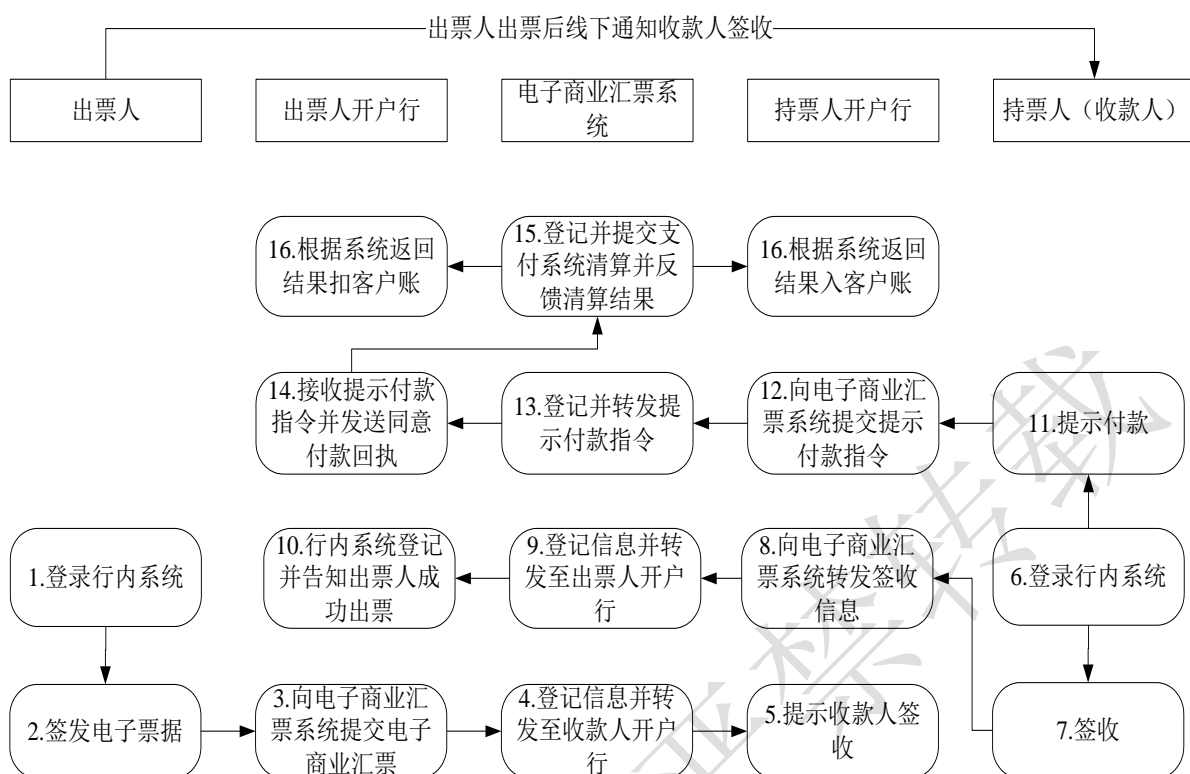 出票人出票后线下通知收款人签收
出票人
出票人开户行
电子商业汇票系
统
持票人开户行
持票人（收款人）
16.根据系统返回
结果扣客户账
15.登记并提交支
付系统清算并反
馈清算结果
16.根据系统返回
结果入客户账
14.接收提示付款
指令并发送同意
付款回执
13.登记并转发提
示付款指令
12.向电子商业汇
票系统提交提示
付款指令
11.提示付款
1.登录行内系统
10.行内系统登记
并告知出票人成
功出票
9.登记信息并转
发至出票人开户
行
8.向电子商业汇
票系统转发签收
信息
6.登录行内系统
2.签发电子票据
3.向电子商业汇
票系统提交电子
商业汇票
4.登记信息并转
发至收款人开户
行
5.提示收款人签
收
7.签收
严禁转载